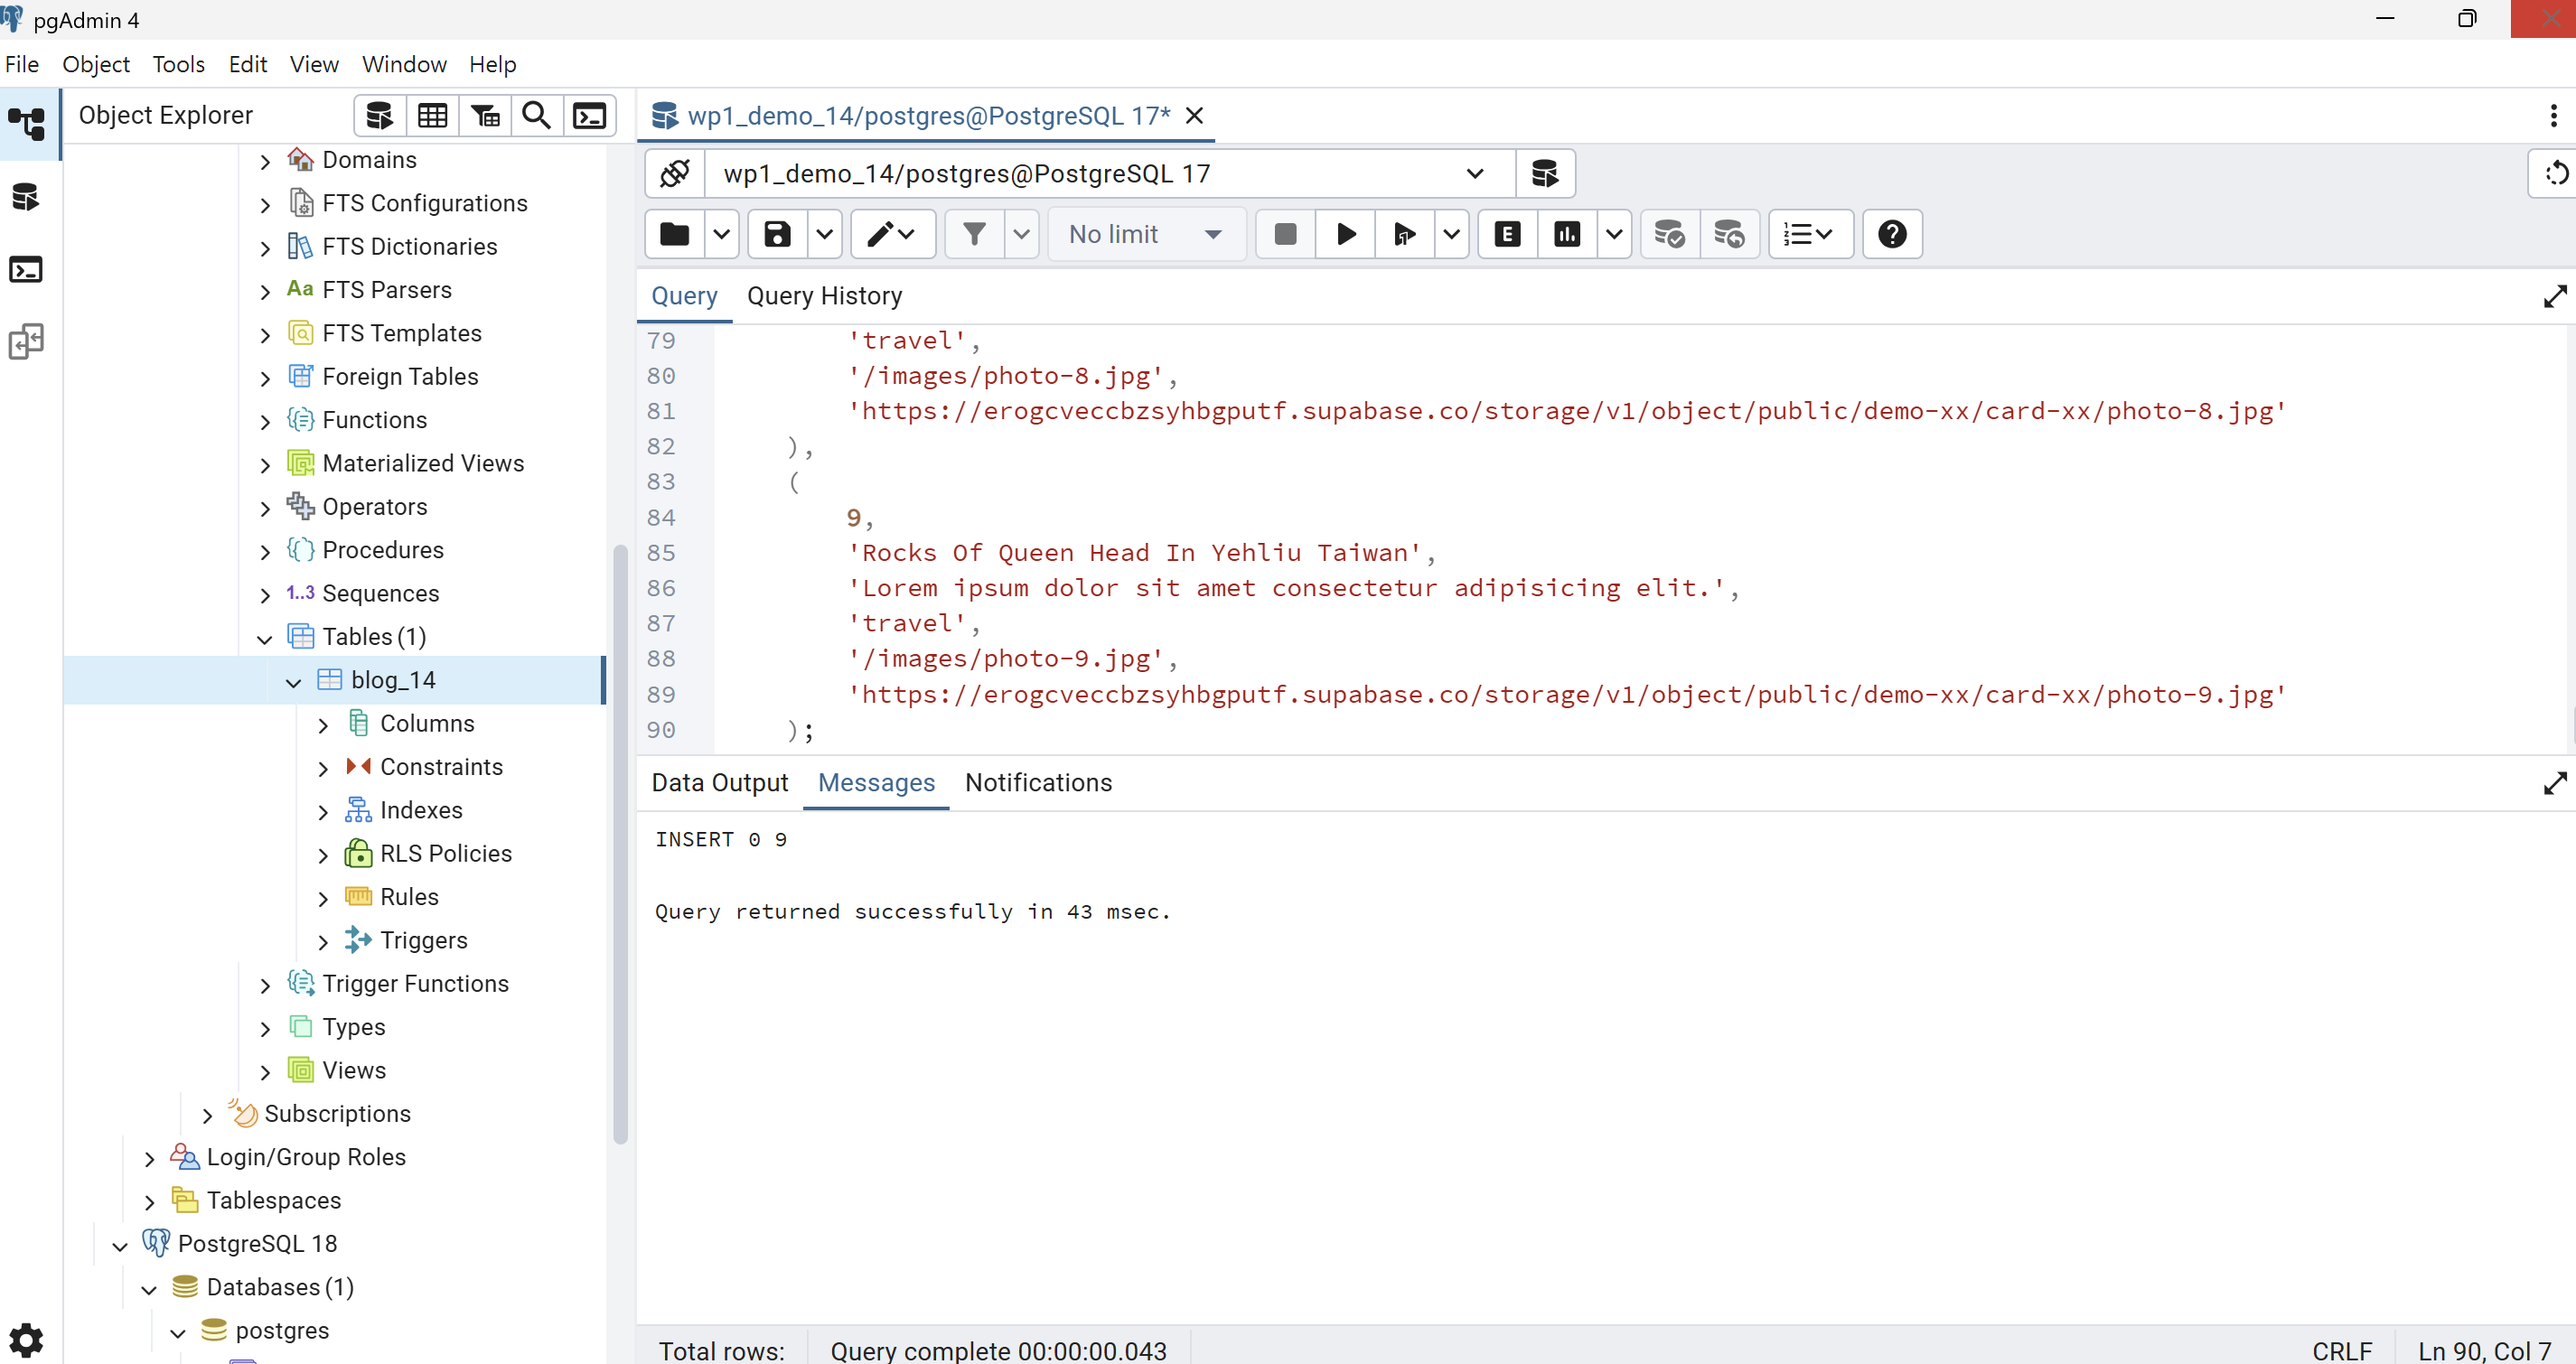 pgAdmin 4
File Object Tools Edit View Window Help
Object Explorer
Domains
FTS Configurations
FTS Dictionaries
Aa FTS Parsers
FTS Templates
Foreign Tables
Functions
Materialized Views
Operators
Procedures
1..3 Sequences
Tables (1)
blog_14
Columns
Constraints
Indexes
RLS Policies
Rules
Triggers
Trigger Functions
Types
Views
Subscriptions
Login/Group Roles
Tablespaces
PostgreSQL 18
Databases (1)
postgres
wp1_demo_14/postgres@PostgreSQL 17*
wp1_demo_14/postgres@PostgreSQL 17
No limit
E
Query Query History
79 'travel',
80 '/images/photo-8.jpg',
81 'https://erogcveccbzsyhbgputf.supabase.co/storage/v1/object/public/demo-xx/card-xx/photo-8.jpg'
82 ),
83 (
84 9,
85 'Rocks Of Queen Head In Yehliu Taiwan',
86 'Lorem ipsum dolor sit amet consectetur adipisicing elit.',
87 'travel',
88 '/images/photo-9.jpg',
89 'https://erogcveccbzsyhbgputf.supabase.co/storage/v1/object/public/demo-xx/card-xx/photo-9.jpg'
90 );
Data Output Messages Notifications
INSERT 0 9
Query returned successfully in 43 msec.
Total rows: Query complete 00:00:00.043 CRLF Ln 90, Col 7